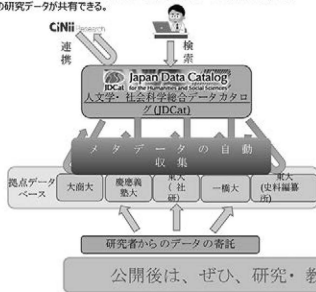 の研究データが共有できる。
CiNii Research
連携
検索
JDCat Japan Data Catalog
for the Humanities and Social Sciences
人文学・社会科学総合データカタロ
グ(JDCat)
メタデータの自動
収集
拠点データ
ベース
大商大
慶應義
塾大
東大
(社
研)
一橋大
東大
(史料編纂
所)
研究者からのデータの寄託
公開後は、ぜひ、研究・教